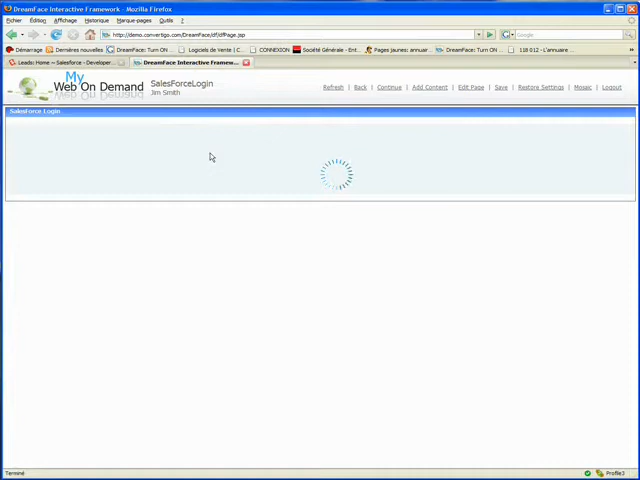 DreamFace Interactive Framework - Mozilla Firefox
Fichier Édition Affichage Historique Marque-pages Outils ?
http://demo.convertigo.com/DreamFace/df/dfPage.jsp
Google
Démarrage Dernières nouvelles DreamFace: Turn ON ... Logiciels de Vente | C... CONNEXION Société Générale - Entr... Pages jaunes: annuair... DreamFace: Turn ON ... 118 012 - L'annuaire ...
Leads: Home ~ Salesforce - Developer... DreamFace Interactive Framew...
My
Web On Demand
SalesForceLogin
Jim Smith
Refresh | Back | Continue | Add Content | Edit Page | Save | Restore Settings | Mosaic | Logout
SalesForce Login
Terminé
Profile3